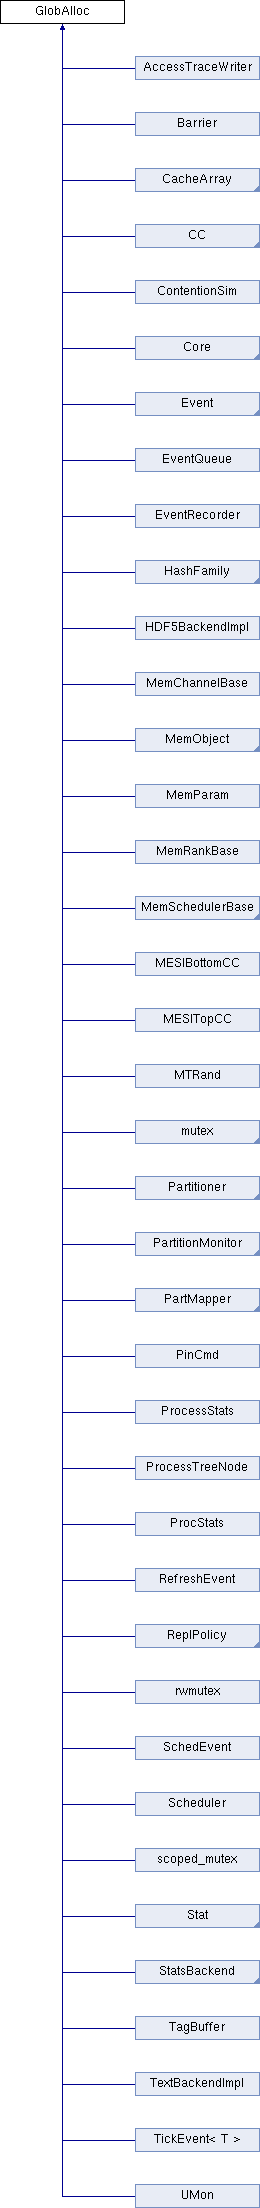 GlobAlloc
AccessTraceWriter
Barrier
CacheArray
CC
ContentionSim
Core
Event
EventQueue
EventRecorder
HashFamily
HDF5BackendImpl
MemChannelBase
MemObject
MemParam
MemRankBase
MemSchedulerBase
MESIBottomCC
MESITopCC
MTRand
mutex
Partitioner
PartitionMonitor
PartMapper
PinCmd
ProcessStats
ProcessTreeNode
ProcStats
RefreshEvent
ReplPolicy
rwmutex
SchedEvent
Scheduler
scoped_mutex
Stat
StatsBackend
TagBuffer
TextBackendImpl
TickEvent< T >
UMon